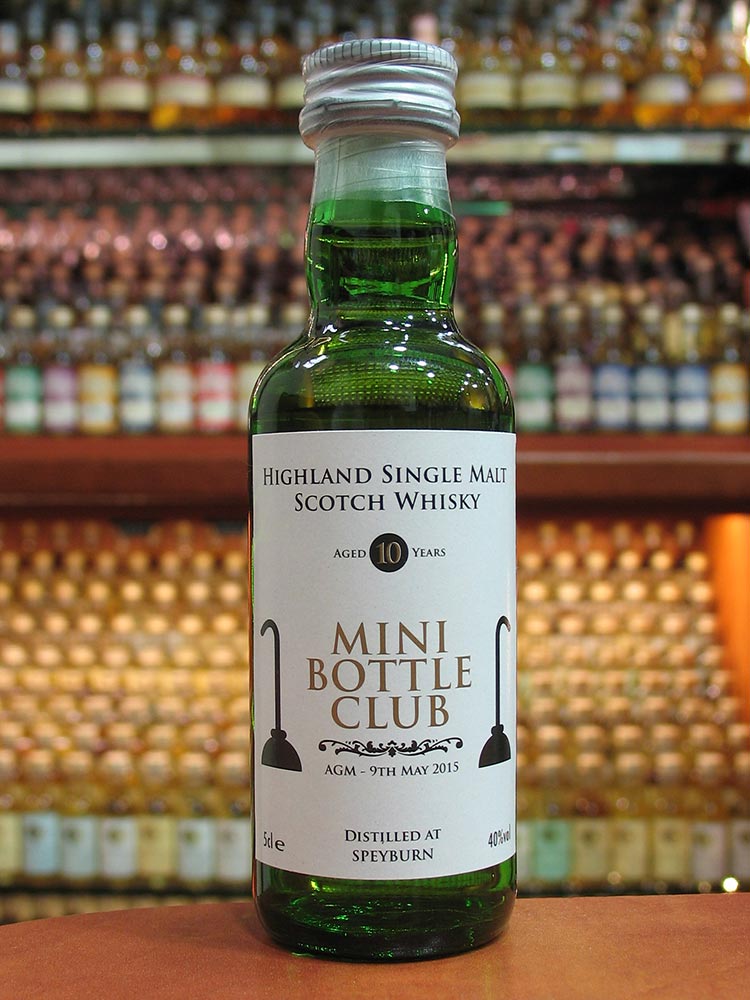 Highland Single Malt
Scotch Whisky
Aged 10 Years
MINI
BOTTLE
CLUB
AGM - 9th May 2015
Distjlled at
Speyburn
5cl e
40%vol